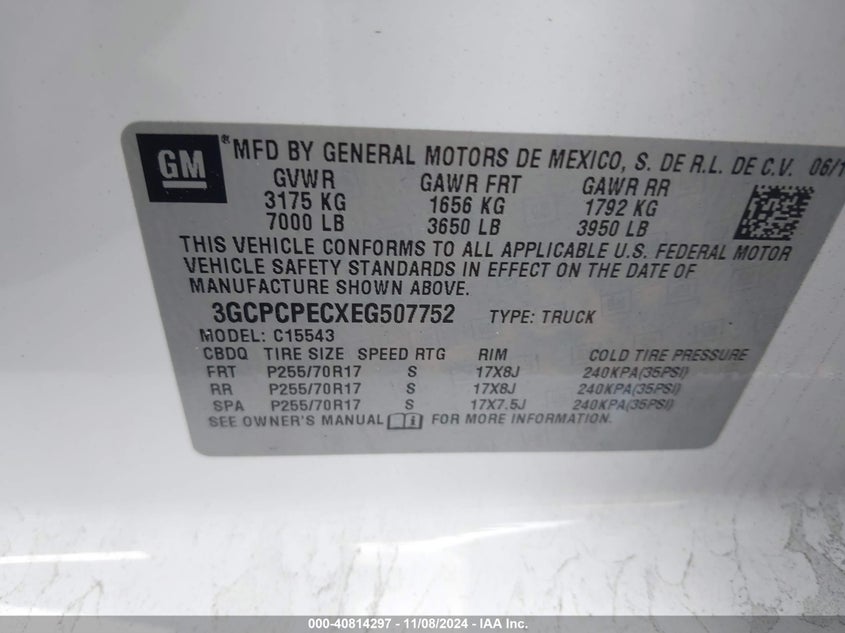 GM ® MFD BY GENERAL MOTORS DE MEXICO, S. DE R.L. DE C.V. 06/1
GVWR GAWR FRT GAWR RR
3175 KG 1656 KG 1792 KG
7000 LB 3650 LB 3950 LB
THIS VEHICLE CONFORMS TO ALL APPLICABLE U.S. FEDERAL MOTOR
VEHICLE SAFETY STANDARDS IN EFFECT ON THE DATE OF
MANUFACTURE SHOWN ABOVE.
3GCPCPECXEG507752 TYPE: TRUCK
MODEL: C15543
CBDQ TIRE SIZE SPEED RTG RIM COLD TIRE PRESSURE
FRT P255/70R17 S 17X8J 240KPA(35PSI)
RR P255/70R17 S 17X8J 240KPA(35PSI)
SPA P255/70R17 S 17X7.5J 240KPA(35PSI)
SEE OWNER'S MANUAL i FOR MORE INFORMATION.
000-40814297 - 11/08/2024 - IAA Inc.